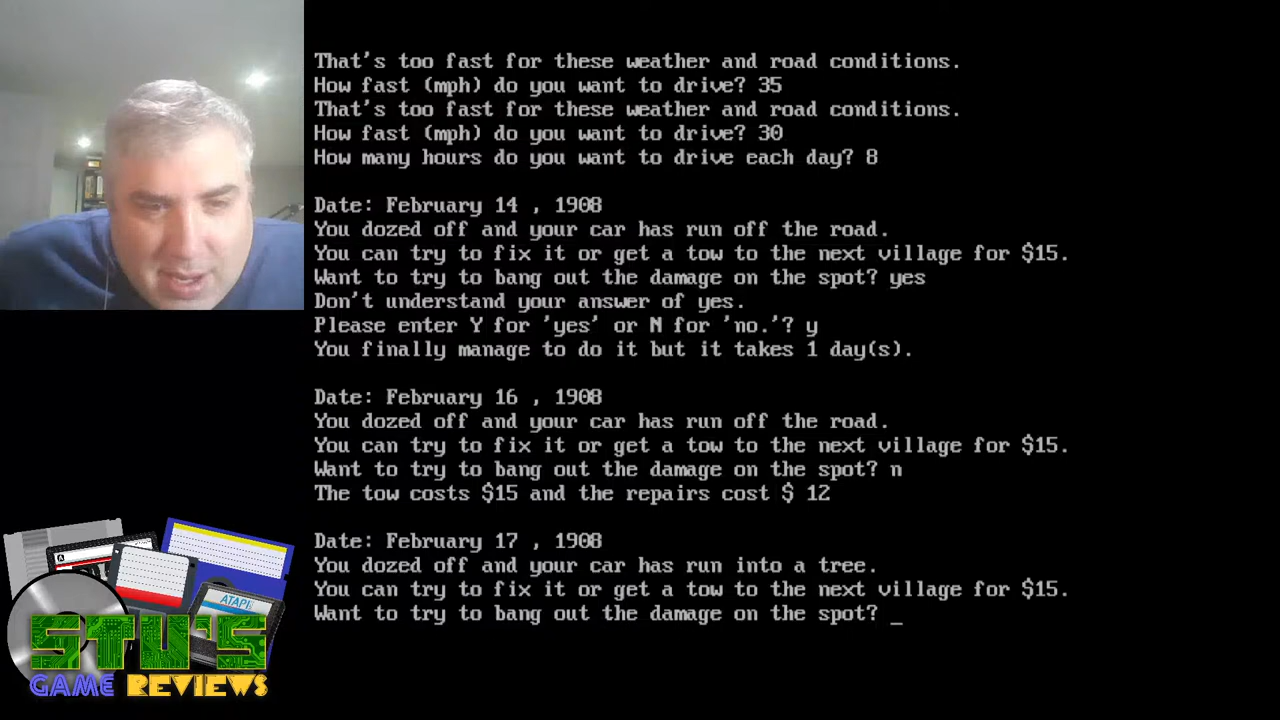 That's too fast for these weather and road conditions.
How fast (mph) do you want to drive? 35
That's too fast for these weather and road conditions.
How fast (mph) do you want to drive? 30
How many hours do you want to drive each day? 8
Date: February 14 , 1908
You dozed off and your car has run off the road.
You can try to fix it or get a tow to the next village for $15.
Want to try to bang out the damage on the spot? yes
Don't understand your answer of yes.
Please enter Y for 'yes' or N for 'no.'? y
You finally manage to do it but it takes 1 day(s).
Date: February 16 , 1908
You dozed off and your car has run off the road.
You can try to fix it or get a tow to the next village for $15.
Want to try to bang out the damage on the spot? n
The tow costs $15 and the repairs cost $ 12
Date: February 17 , 1908
You dozed off and your car has run into a tree.
You can try to fix it or get a tow to the next village for $15.
Want to try to bang out the damage on the spot? _
ATARI
STU'S
GAME REVIEWS